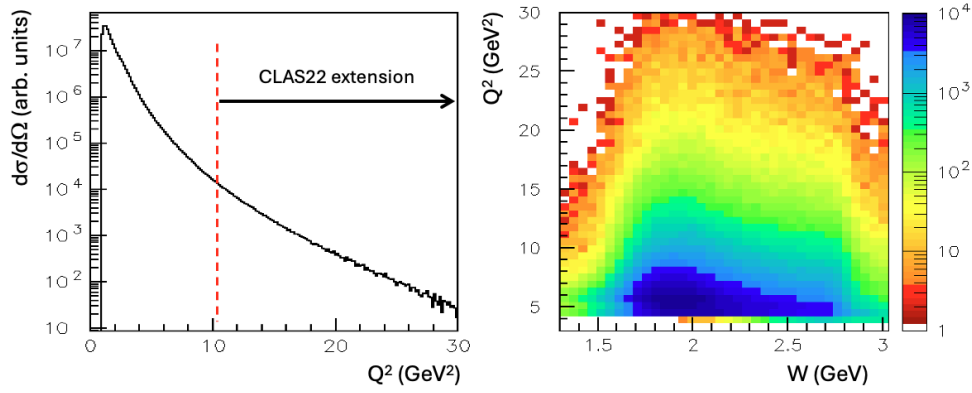 dσ/dΩ (arb. units)
10⁷
10⁶
10⁵
10⁴
10³
10²
10
CLAS22 extension
0 10 20 30
Q² (GeV²)
Q² (GeV²)
30
25
20
15
10
5
1.5 2 2.5 3
W (GeV)
10⁴
10³
10²
10
1